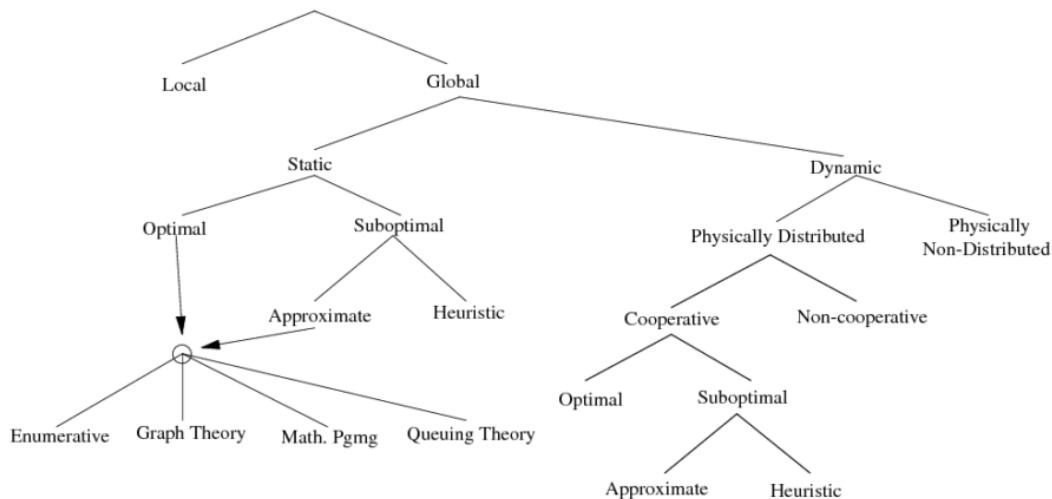 Local
Global
Static
Dynamic
Optimal
Suboptimal
Physically Distributed
Physically
Non-Distributed
Approximate
Heuristic
Cooperative
Non-cooperative
Optimal
Suboptimal
Enumerative
Graph Theory
Math. Pgmg
Queuing Theory
Approximate
Heuristic